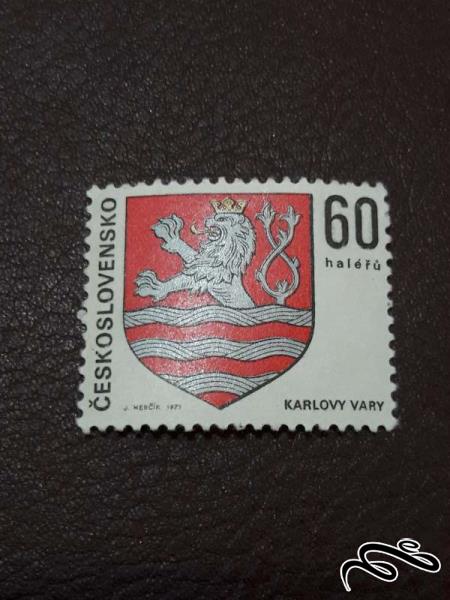 ČESKOSLOVENSKO
60
haléřů
J. HERČÍK 1971
KARLOVY VARY